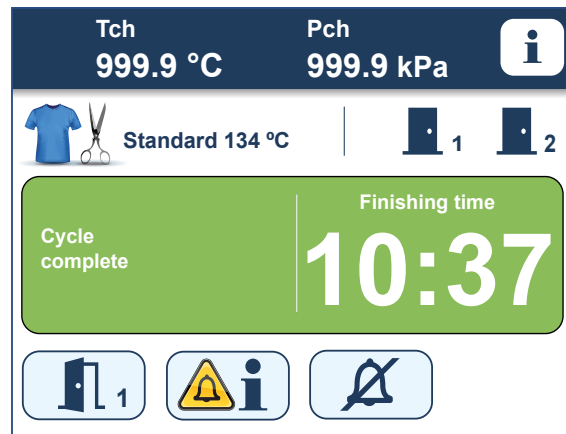 Tch Pch
999.9 °C 999.9 kPa
i
Standard 134 ºC
1
2
Finishing time
Cycle
complete
10:37
1
i